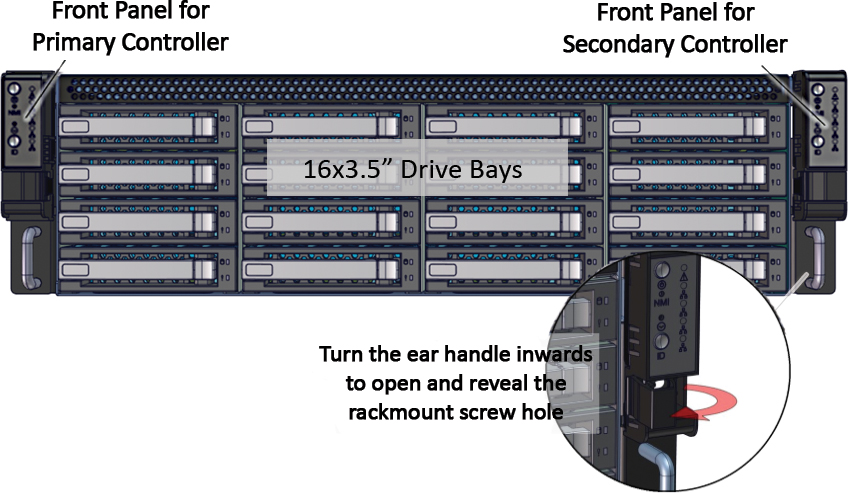 Front Panel for
Primary Controller
Front Panel for
Secondary Controller
16x3.5” Drive Bays
NMI
Turn the ear handle inwards
to open and reveal the
rackmount screw hole